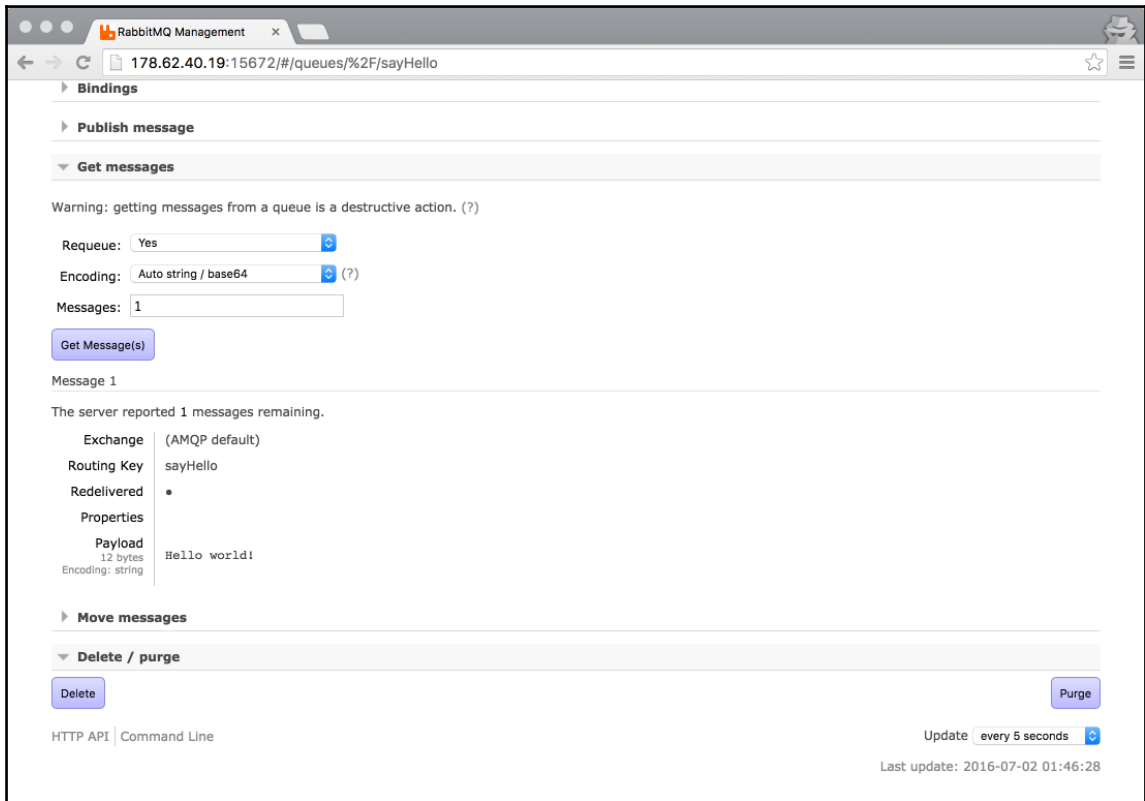 RabbitMQ Management ×
178.62.40.19:15672/#/queues/%2F/sayHello
Bindings
Publish message
Get messages
Warning: getting messages from a queue is a destructive action. (?)
Requeue: Yes
Encoding: Auto string / base64 (?)
Messages: 1
Get Message(s)
Message 1
The server reported 1 messages remaining.
Exchange (AMQP default)
Routing Key sayHello
Redelivered •
Properties
Payload
12 bytes
Encoding: string
Hello world!
Move messages
Delete / purge
Delete Purge
HTTP API Command Line Update every 5 seconds
Last update: 2016-07-02 01:46:28